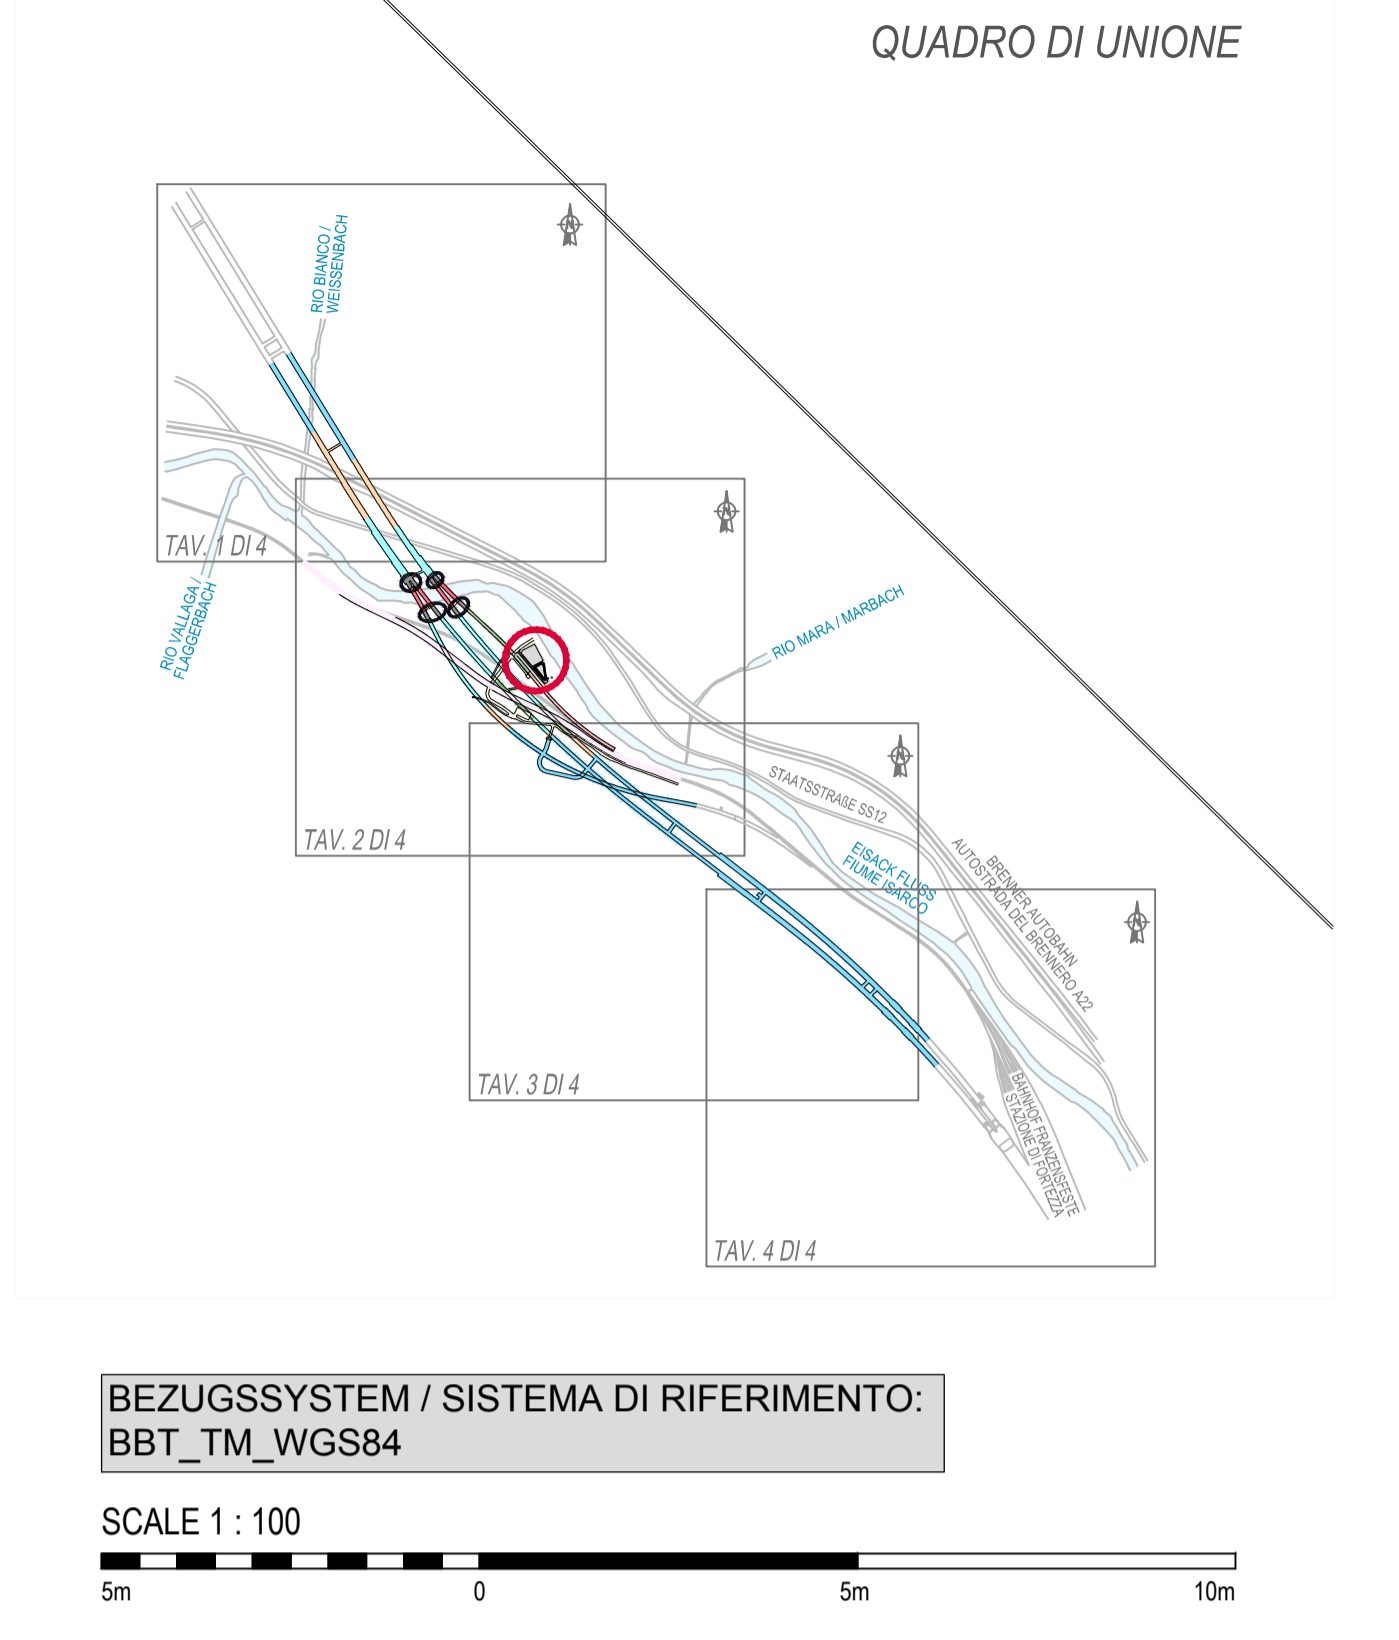 QUADRO DI UNIONE
N
RIO BIANCO /
WEISSENBACH
N
TAV. 1 DI 4
RIO VALLAGA /
FLAGGERBACH
RIO MARA / MARBACH
N
STAATSSTRAßE SS12
TAV. 2 DI 4
EISACK FLUSS
FIUME ISARCO
BRENNER AUTOBAHN
AUTOSTRADA DEL BRENNERO A22
N
TAV. 3 DI 4
BAHNHOF FRANZENSFESTE
STAZIONE DI FORTEZZA
TAV. 4 DI 4
BEZUGSSYSTEM / SISTEMA DI RIFERIMENTO:
BBT_TM_WGS84
SCALE 1 : 100
5m 0 5m 10m